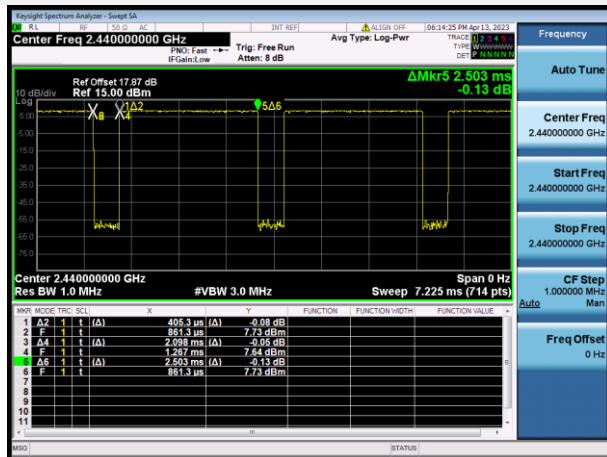 Keysight Spectrum Analyzer - Swept SA
RL RF 50 Ω AC INT REF ALIGN OFF 06:14:25 PM Apr 13, 2023
Center Freq 2.440000000 GHz
PNO: Fast Trig: Free Run
IFGain:Low Atten: 8 dB
Avg Type: Log-Pwr
TRACE 1 2 3 4 5 6
TYPE WWWWWW
DET P N N N N N
Frequency
Auto Tune
Center Freq
2.440000000 GHz
Start Freq
2.440000000 GHz
Stop Freq
2.440000000 GHz
CF Step
1.000000 MHz
Auto Man
Freq Offset
0 Hz
ΔMkr5 2.503 ms
-0.13 dB
Ref Offset 17.87 dB
10 dB/div Ref 15.00 dBm
Log
1Δ2
5Δ6
4
5.00
-5.00
-15.0
-25.0
-35.0
-45.0
-55.0
-65.0
-75.0
Center 2.440000000 GHz Span 0 Hz
Res BW 1.0 MHz #VBW 3.0 MHz Sweep 7.225 ms (714 pts)
MKR MODE TRC SCL X Y FUNCTION FUNCTION WIDTH FUNCTION VALUE
1 Δ2 1 t (Δ) 405.3 µs (Δ) -0.08 dB
2 F 1 t 861.3 µs 7.73 dBm
3 Δ4 1 t (Δ) 2.098 ms (Δ) -0.05 dB
4 F 1 t 1.267 ms 7.64 dBm
5 Δ6 1 t (Δ) 2.503 ms (Δ) -0.13 dB
6 F 1 t 861.3 µs 7.73 dBm
7
8
9
10
11
MSG STATUS